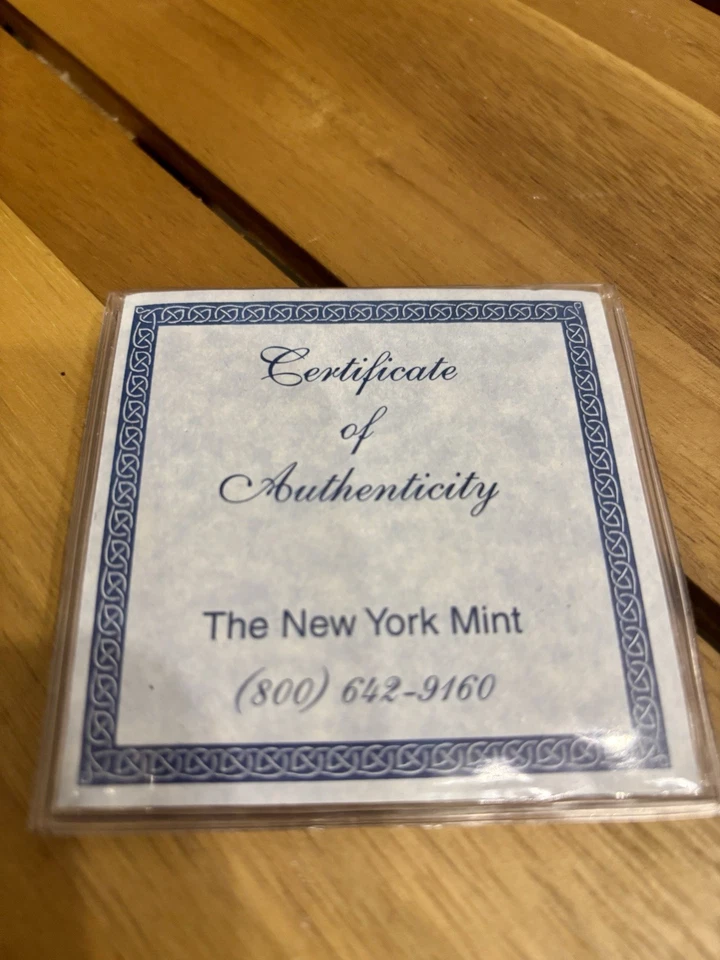 Certificate
of
Authenticity
The New York Mint
(800) 642-9160